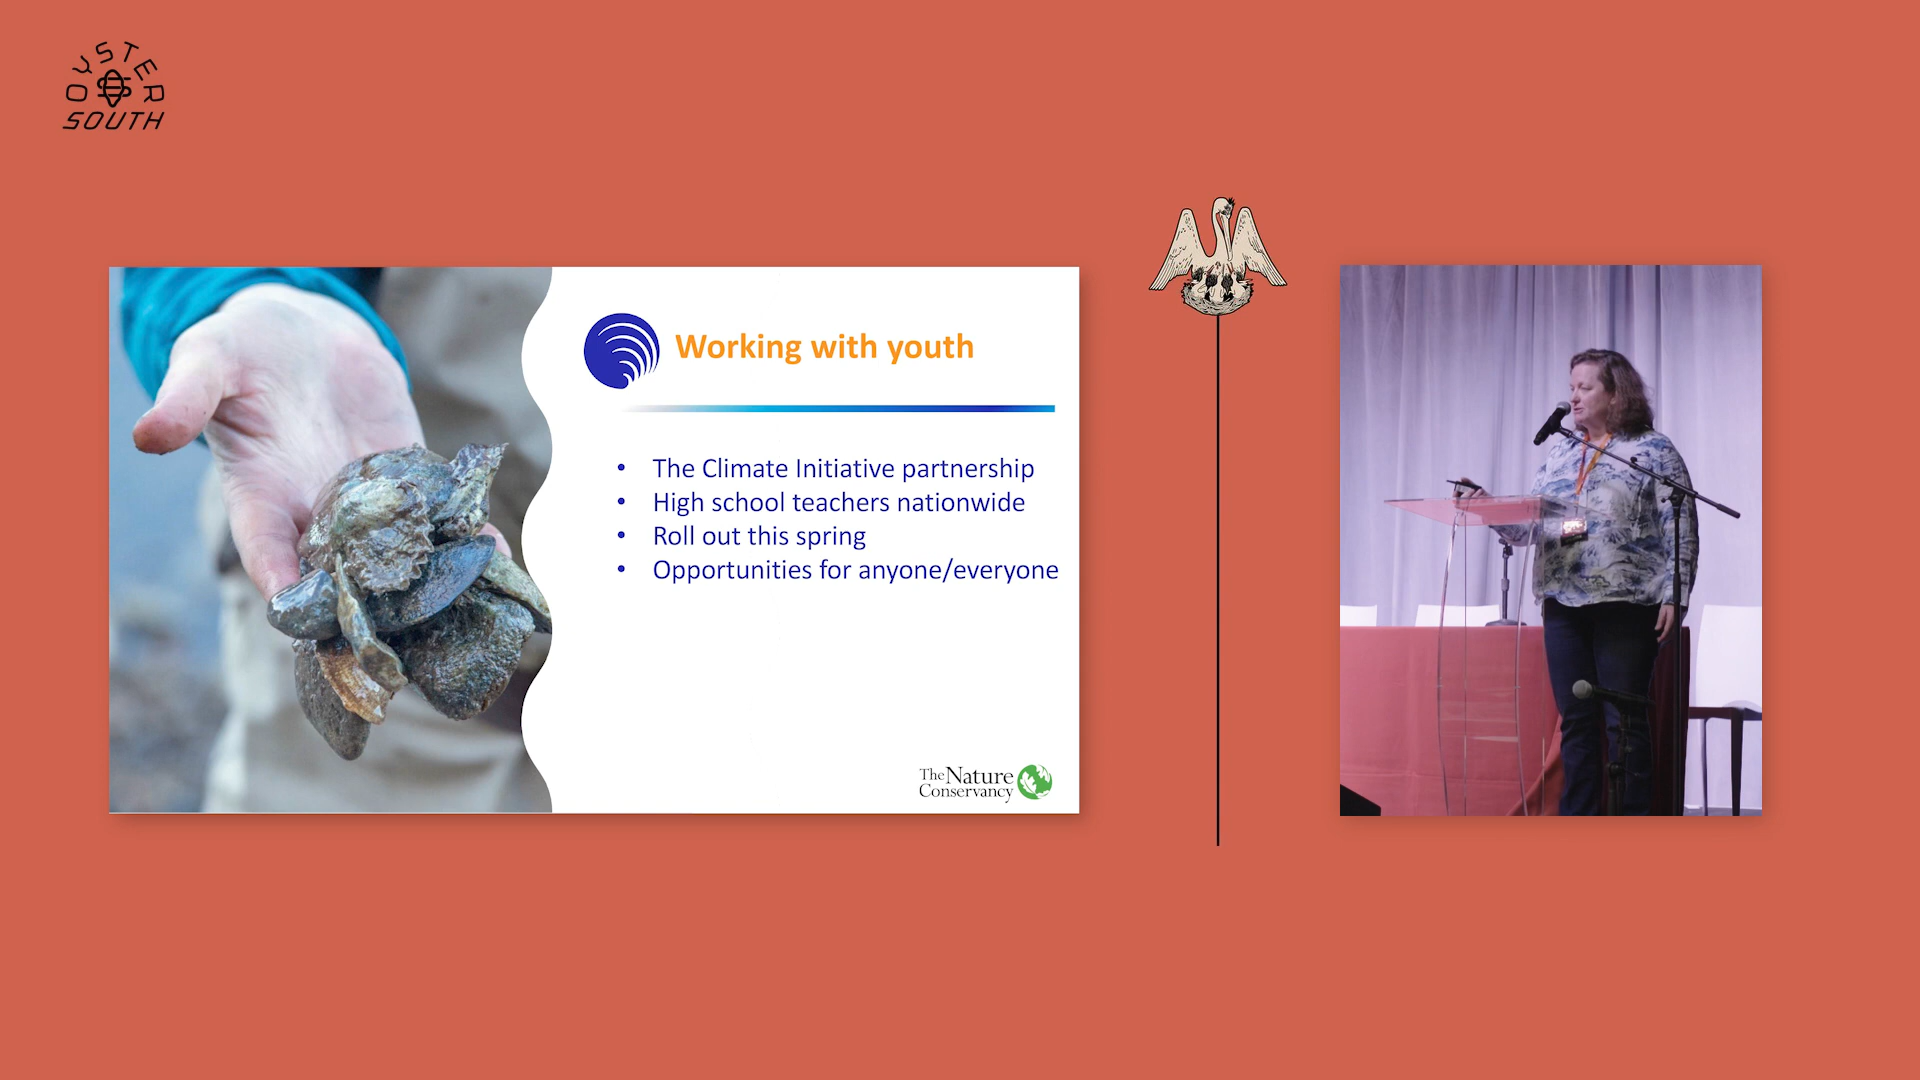 OYSTER
SOUTH
Working with youth
• The Climate Initiative partnership
• High school teachers nationwide
• Roll out this spring
• Opportunities for anyone/everyone
The Nature
Conservancy